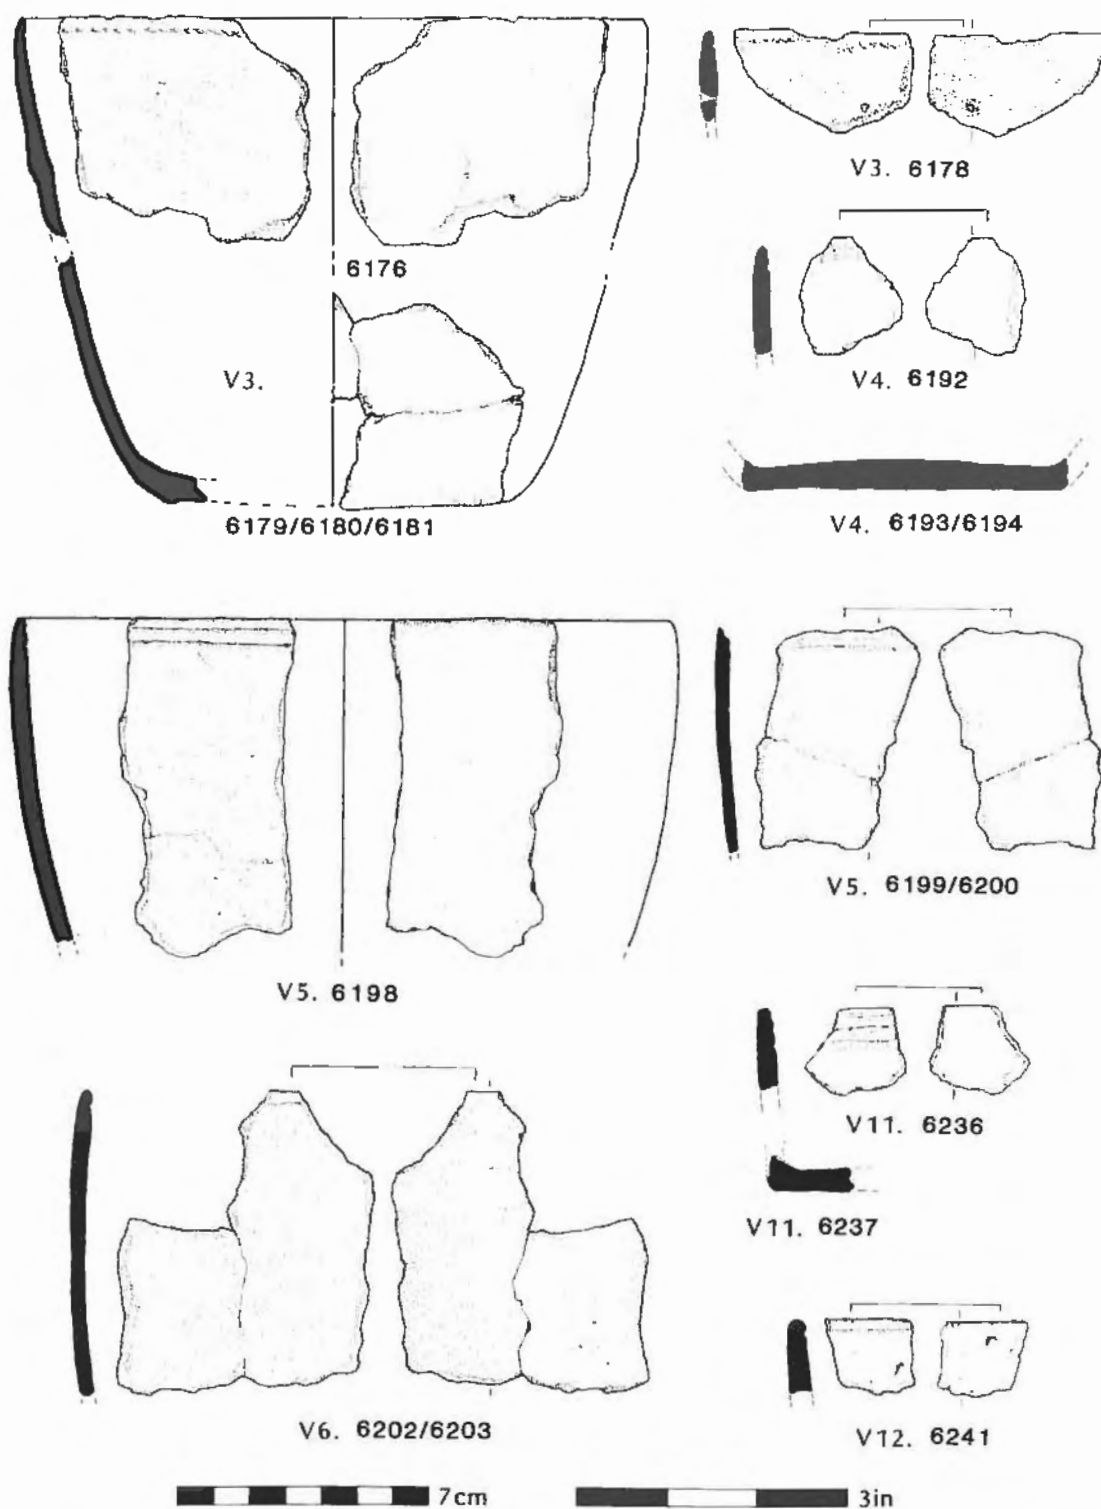 6176
V3.
6179/6180/6181
V3. 6178
V4. 6192
V4. 6193/6194
V5. 6198
V5. 6199/6200
V11. 6236
V11. 6237
V6. 6202/6203
V12. 6241
7cm
3in